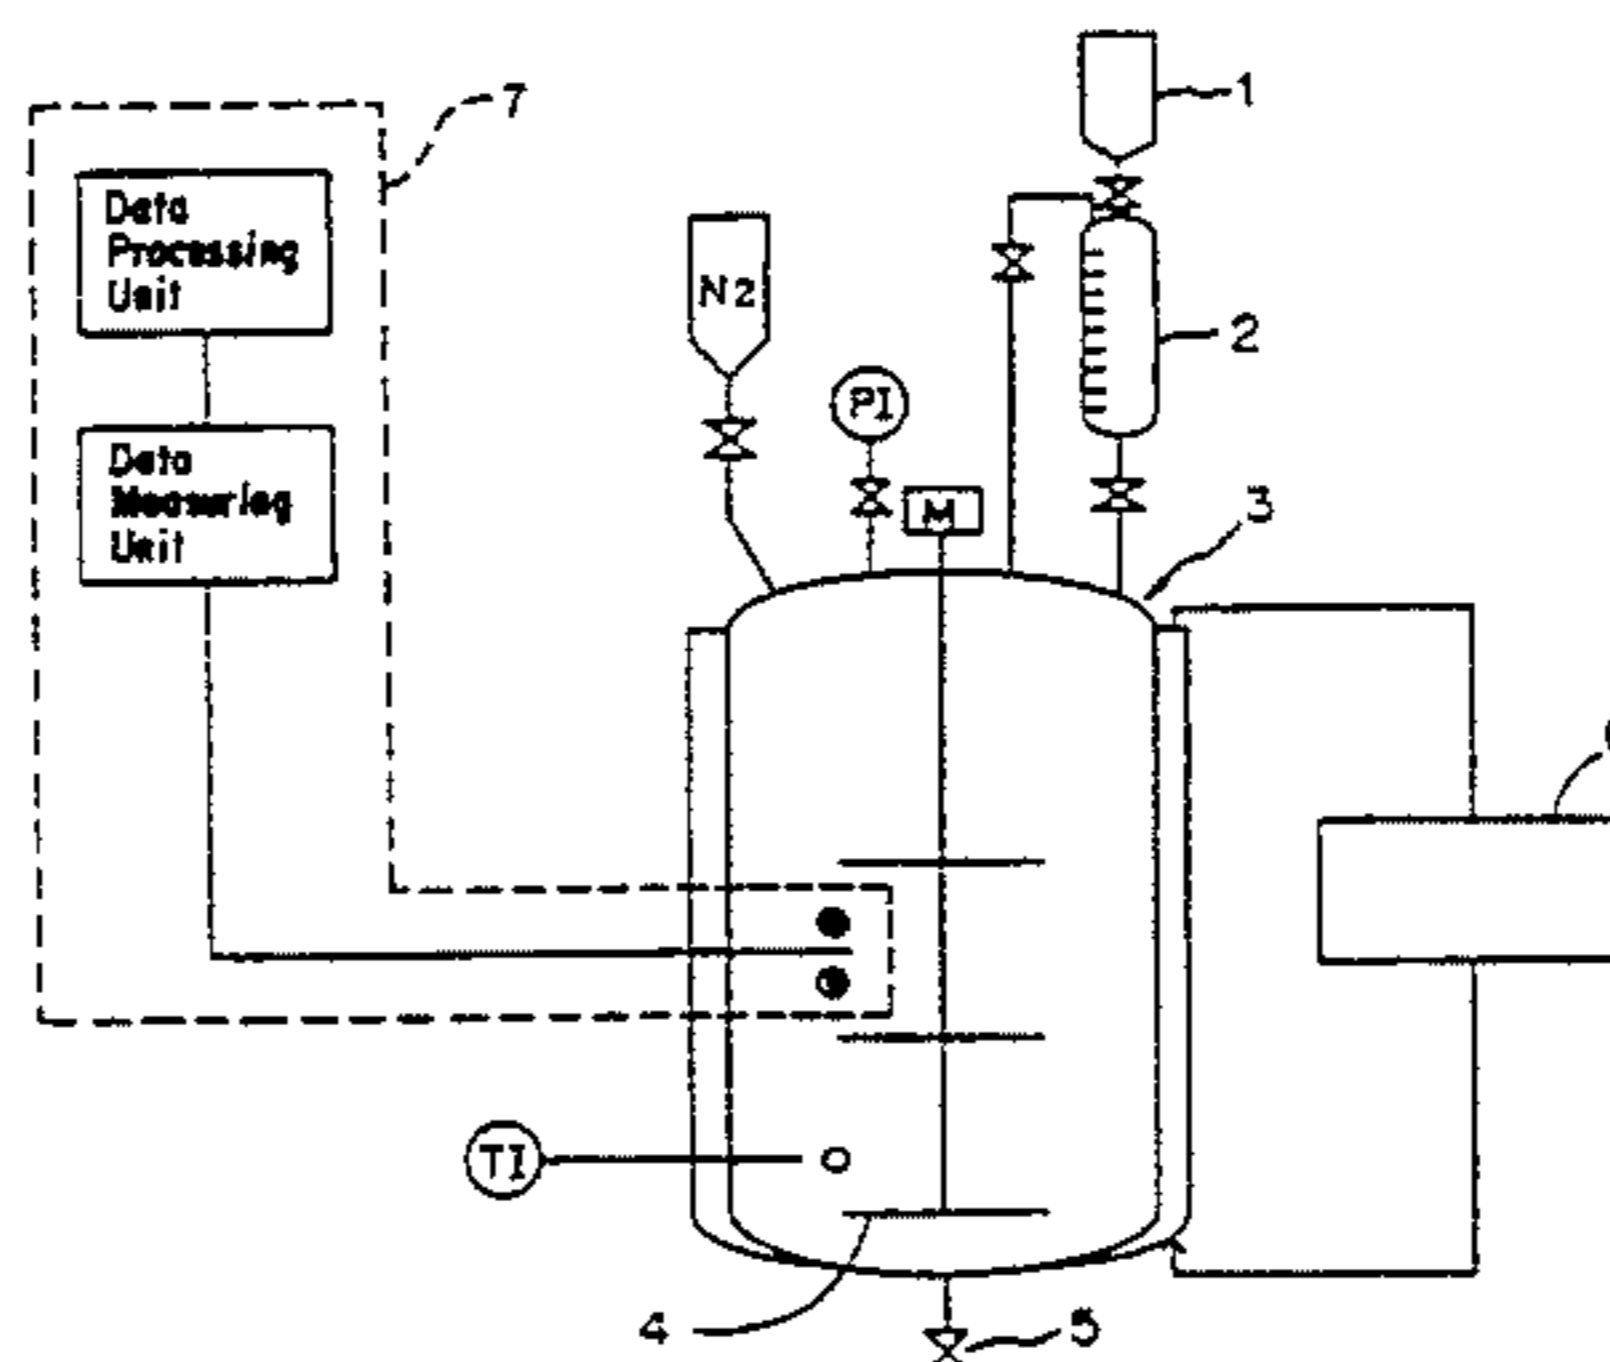 1
7
Data
Processing
Unit
N2
2
PI
Data
Measuring
Unit
M
3
TI
4
5